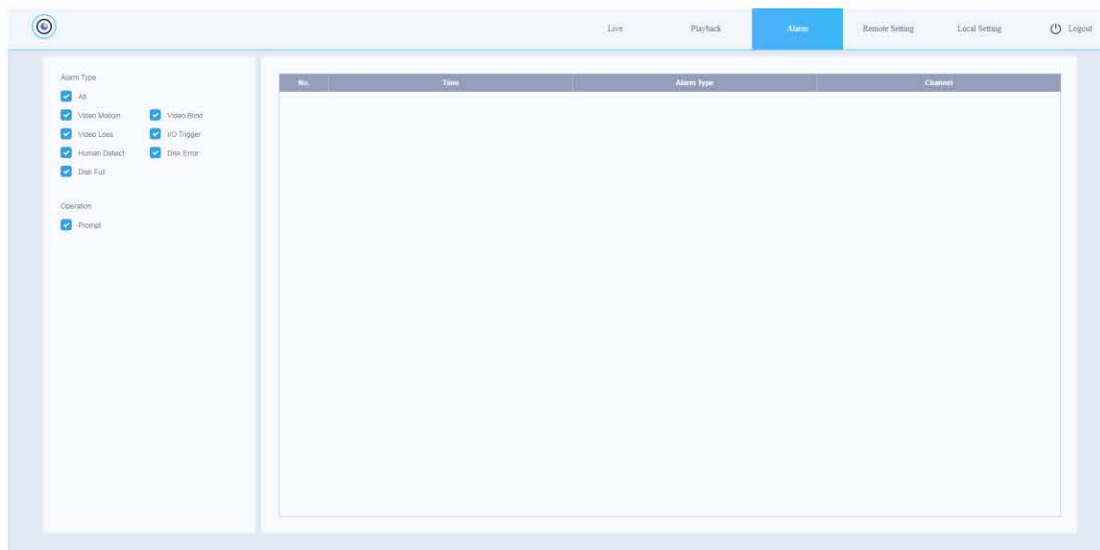 Live Playback Alarm Remote Setting Local Setting Logout
Alarm Type
All
Video Motion Video Blind
Video Loss I/O Trigger
Human Detect Disk Error
Disk Full
Operation
Prompt
No. Time Alarm Type Channel